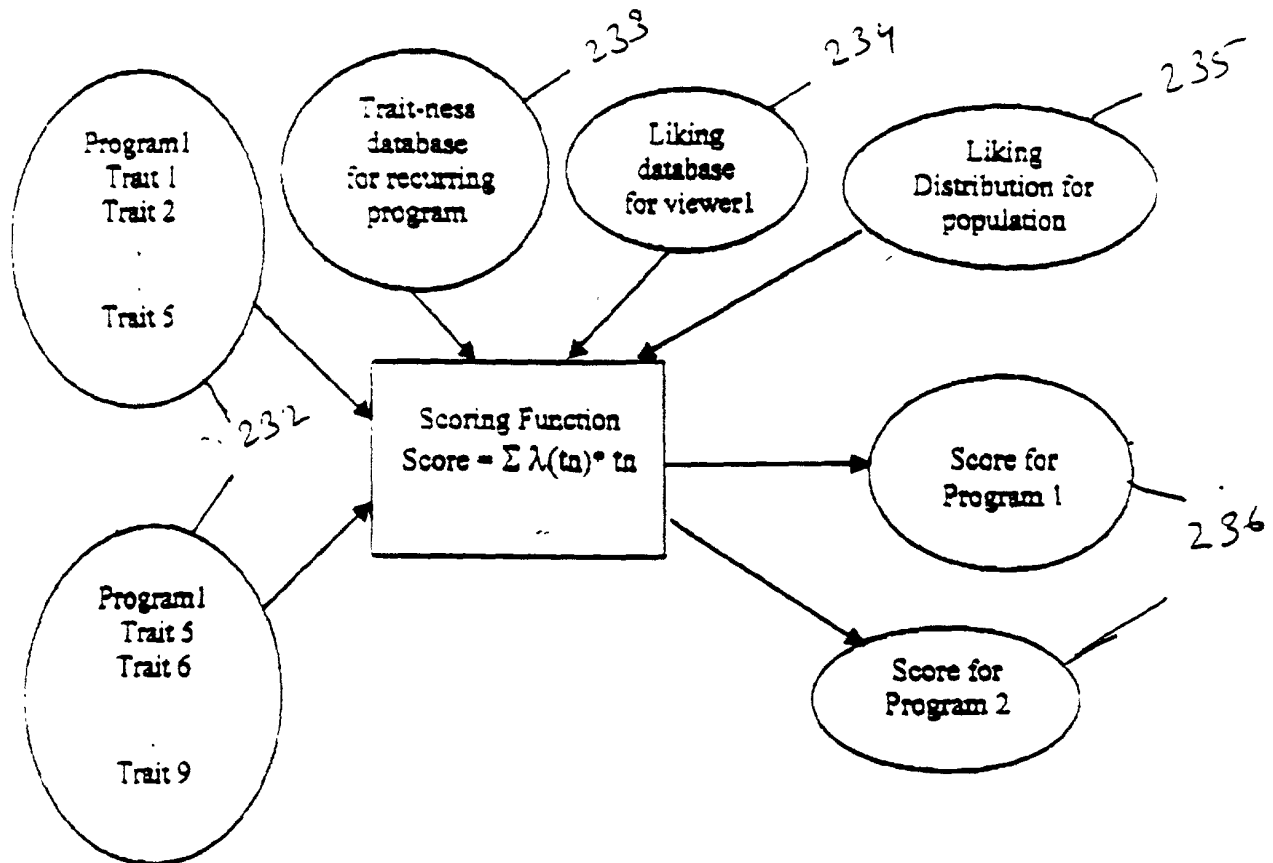 Program1
Trait 1
Trait 2
.
.
Trait 5
Trait-ness
database
for recurring
program
233
Liking
database
for viewer1
234
Liking
Distribution for
population
235
232
Scoring Function
Score = Σ λ(tn)* tn
Score for
Program 1
Score for
Program 2
236
Program1
Trait 5
Trait 6
.
Trait 9